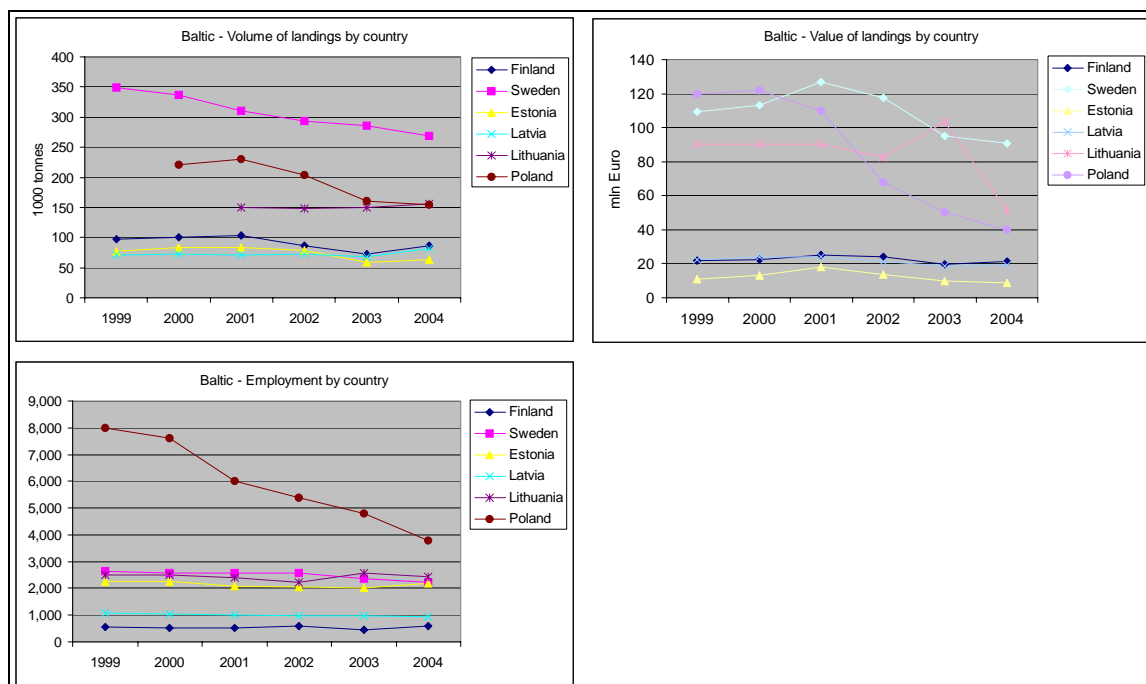 Baltic - Volume of landings by country
400
350
300
250
200
150
100
50
0
1000 tonnes
1999 2000 2001 2002 2003 2004
Finland
Sweden
Estonia
Latvia
Lithuania
Poland
Baltic - Value of landings by country
140
120
100
80
60
40
20
0
mln Euro
1999 2000 2001 2002 2003 2004
Finland
Sweden
Estonia
Latvia
Lithuania
Poland
Baltic - Employment by country
9,000
8,000
7,000
6,000
5,000
4,000
3,000
2,000
1,000
0
1999 2000 2001 2002 2003 2004
Finland
Sweden
Estonia
Latvia
Lithuania
Poland